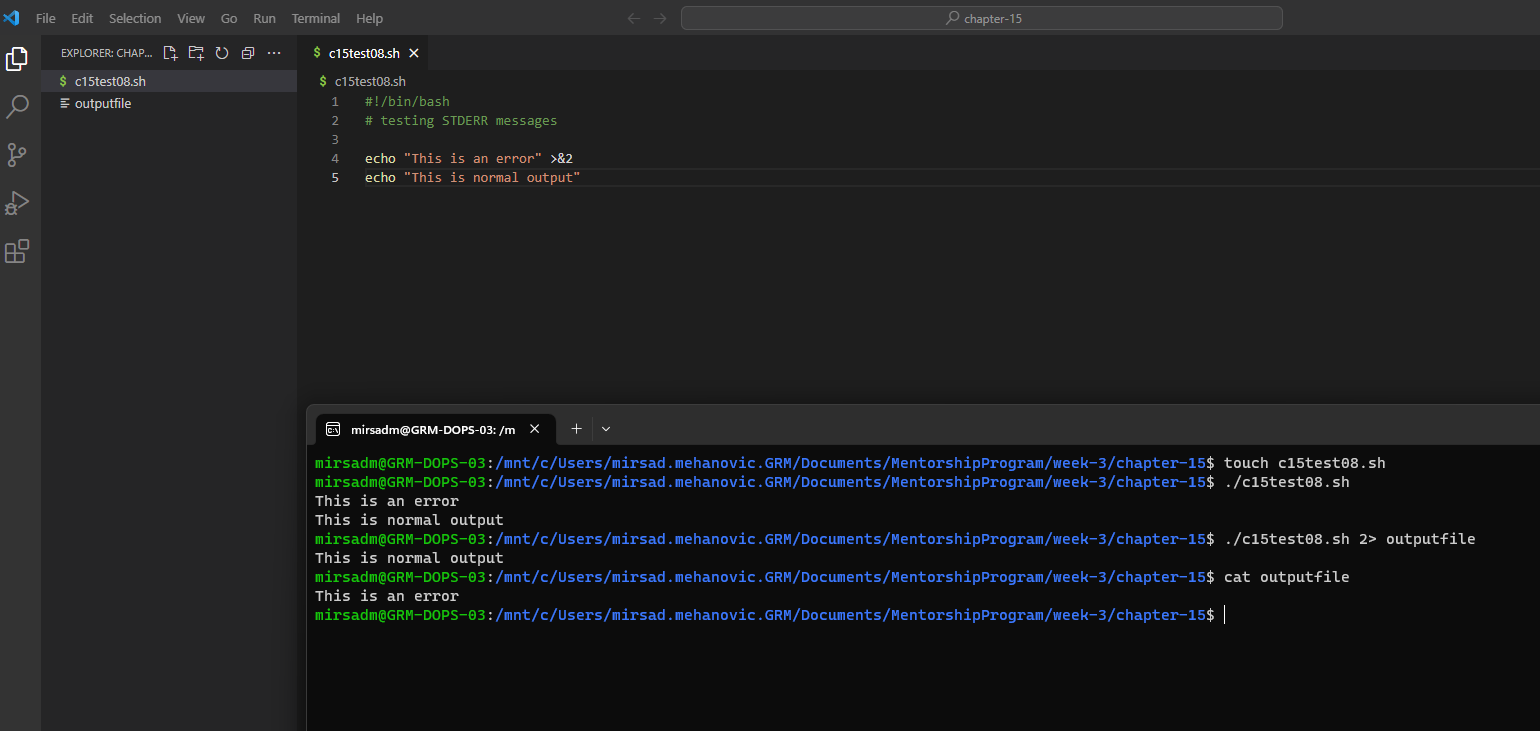 File Edit Selection View Go Run Terminal Help
chapter-15
EXPLORER: CHAP...
c15test08.sh
outputfile
$ c15test08.sh
$ c15test08.sh
1 #!/bin/bash
2 # testing STDERR messages
3
4 echo "This is an error" >&2
5 echo "This is normal output"
mirsadm@GRM-DOPS-03: /m
mirsadm@GRM-DOPS-03:/mnt/c/Users/mirsad.mehanovic.GRM/Documents/MentorshipProgram/week-3/chapter-15$ touch c15test08.sh
mirsadm@GRM-DOPS-03:/mnt/c/Users/mirsad.mehanovic.GRM/Documents/MentorshipProgram/week-3/chapter-15$ ./c15test08.sh
This is an error
This is normal output
mirsadm@GRM-DOPS-03:/mnt/c/Users/mirsad.mehanovic.GRM/Documents/MentorshipProgram/week-3/chapter-15$ ./c15test08.sh 2> outputfile
This is normal output
mirsadm@GRM-DOPS-03:/mnt/c/Users/mirsad.mehanovic.GRM/Documents/MentorshipProgram/week-3/chapter-15$ cat outputfile
This is an error
mirsadm@GRM-DOPS-03:/mnt/c/Users/mirsad.mehanovic.GRM/Documents/MentorshipProgram/week-3/chapter-15$